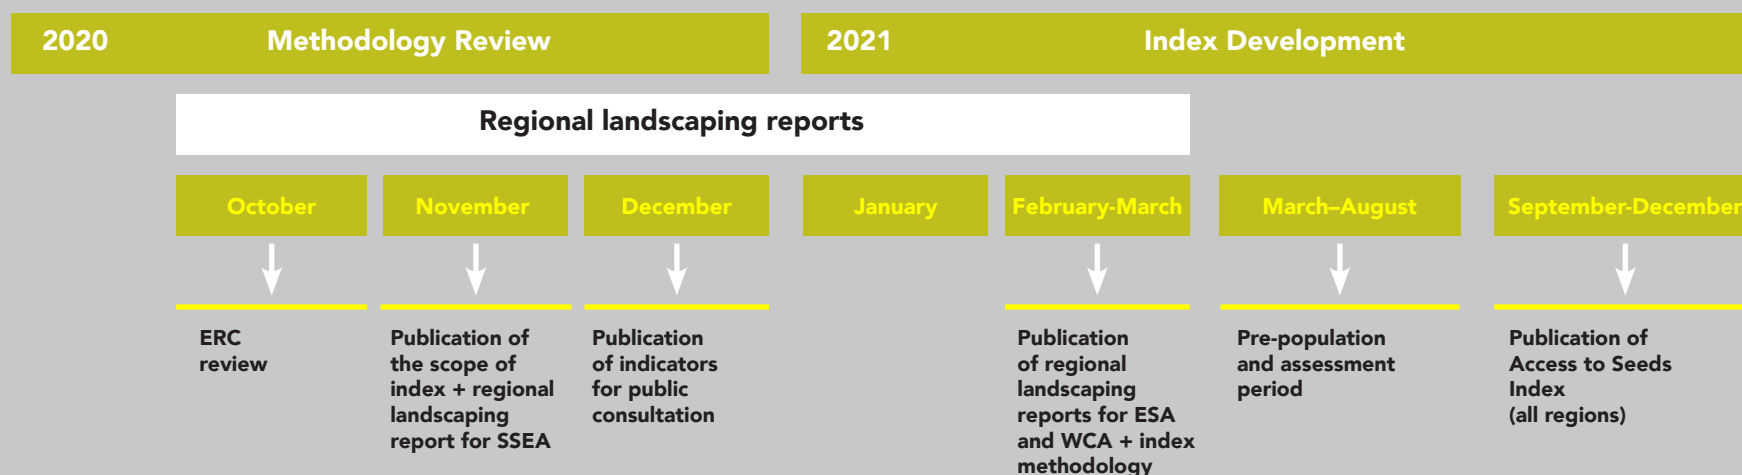 2020 Methodology Review
2021 Index Development
Regional landscaping reports
October
November
December
January
February-March
March–August
September-December
ERC
review
Publication of
the scope of
index + regional
landscaping
report for SSEA
Publication
of indicators
for public
consultation
Publication
of regional
landscaping
reports for ESA
and WCA + index
methodology
Pre-population
and assessment
period
Publication of
Access to Seeds
Index
(all regions)